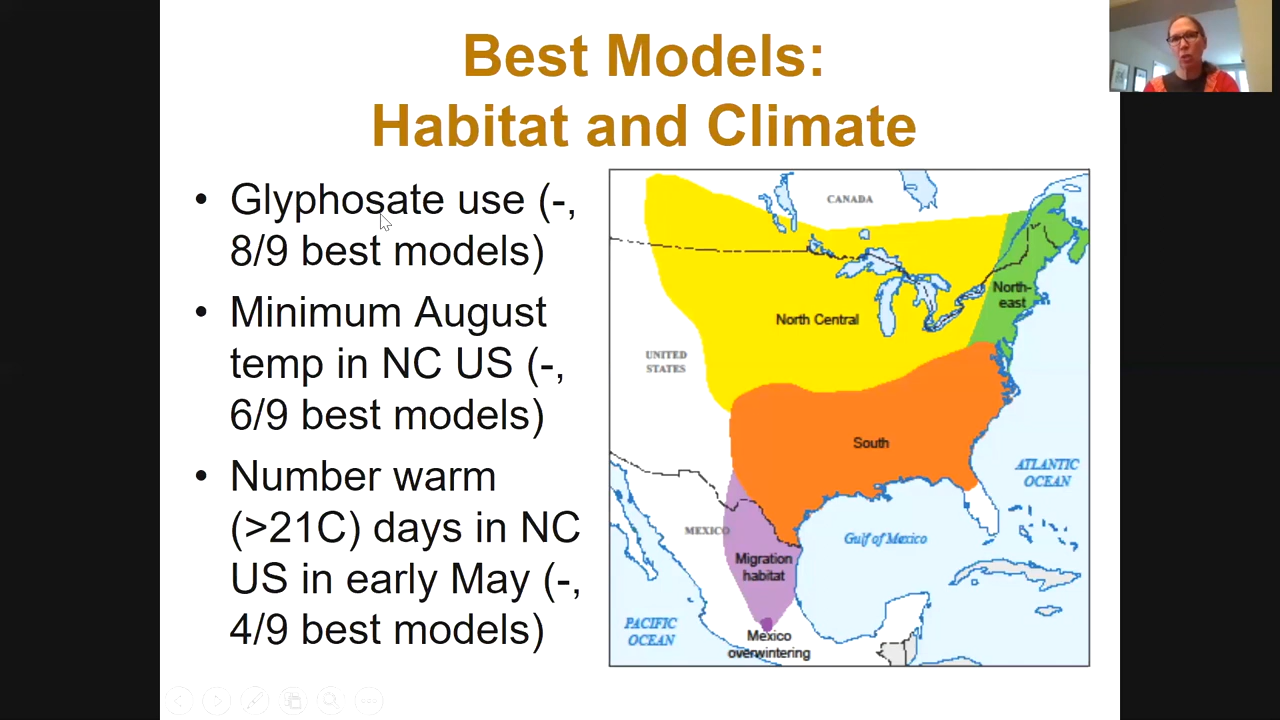 Best Models:
Habitat and Climate
• Glyphosate use (-,
8/9 best models)
• Minimum August
temp in NC US (-,
6/9 best models)
• Number warm
(>21C) days in NC
US in early May (-,
4/9 best models)
CANADA
North-
east
North Central
UNITED
STATES
South
ATLANTIC
OCEAN
MEXICO
Gulf of Mexico
Migration
habitat
PACIFIC
OCEAN
Mexico
overwintering